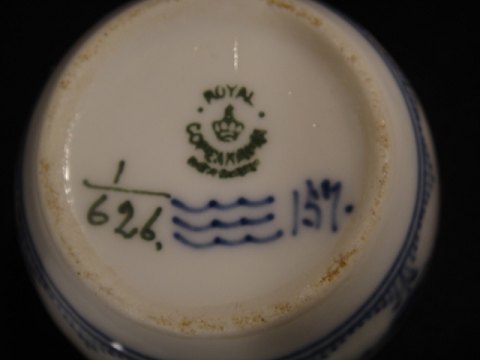 ROYAL
COPENHAGEN
1
626.
157.